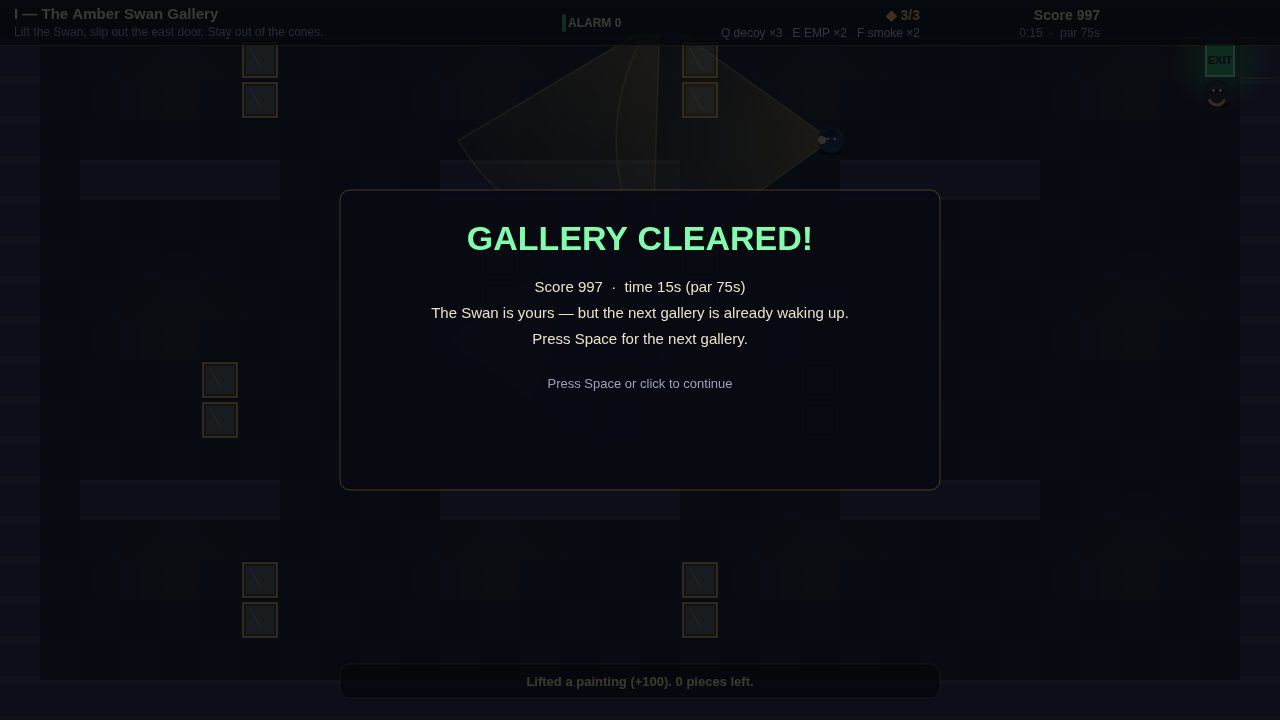 I — The Amber Swan Gallery
Lift the Swan, slip out the east door. Stay out of the cones.
ALARM 0
◆ 3/3
Q decoy ×3 E EMP ×2 F smoke ×2
Score 997
0:15 · par 75s
EXIT
GALLERY CLEARED!
Score 997 · time 15s (par 75s)
The Swan is yours — but the next gallery is already waking up.
Press Space for the next gallery.
Press Space or click to continue
Lifted a painting (+100). 0 pieces left.